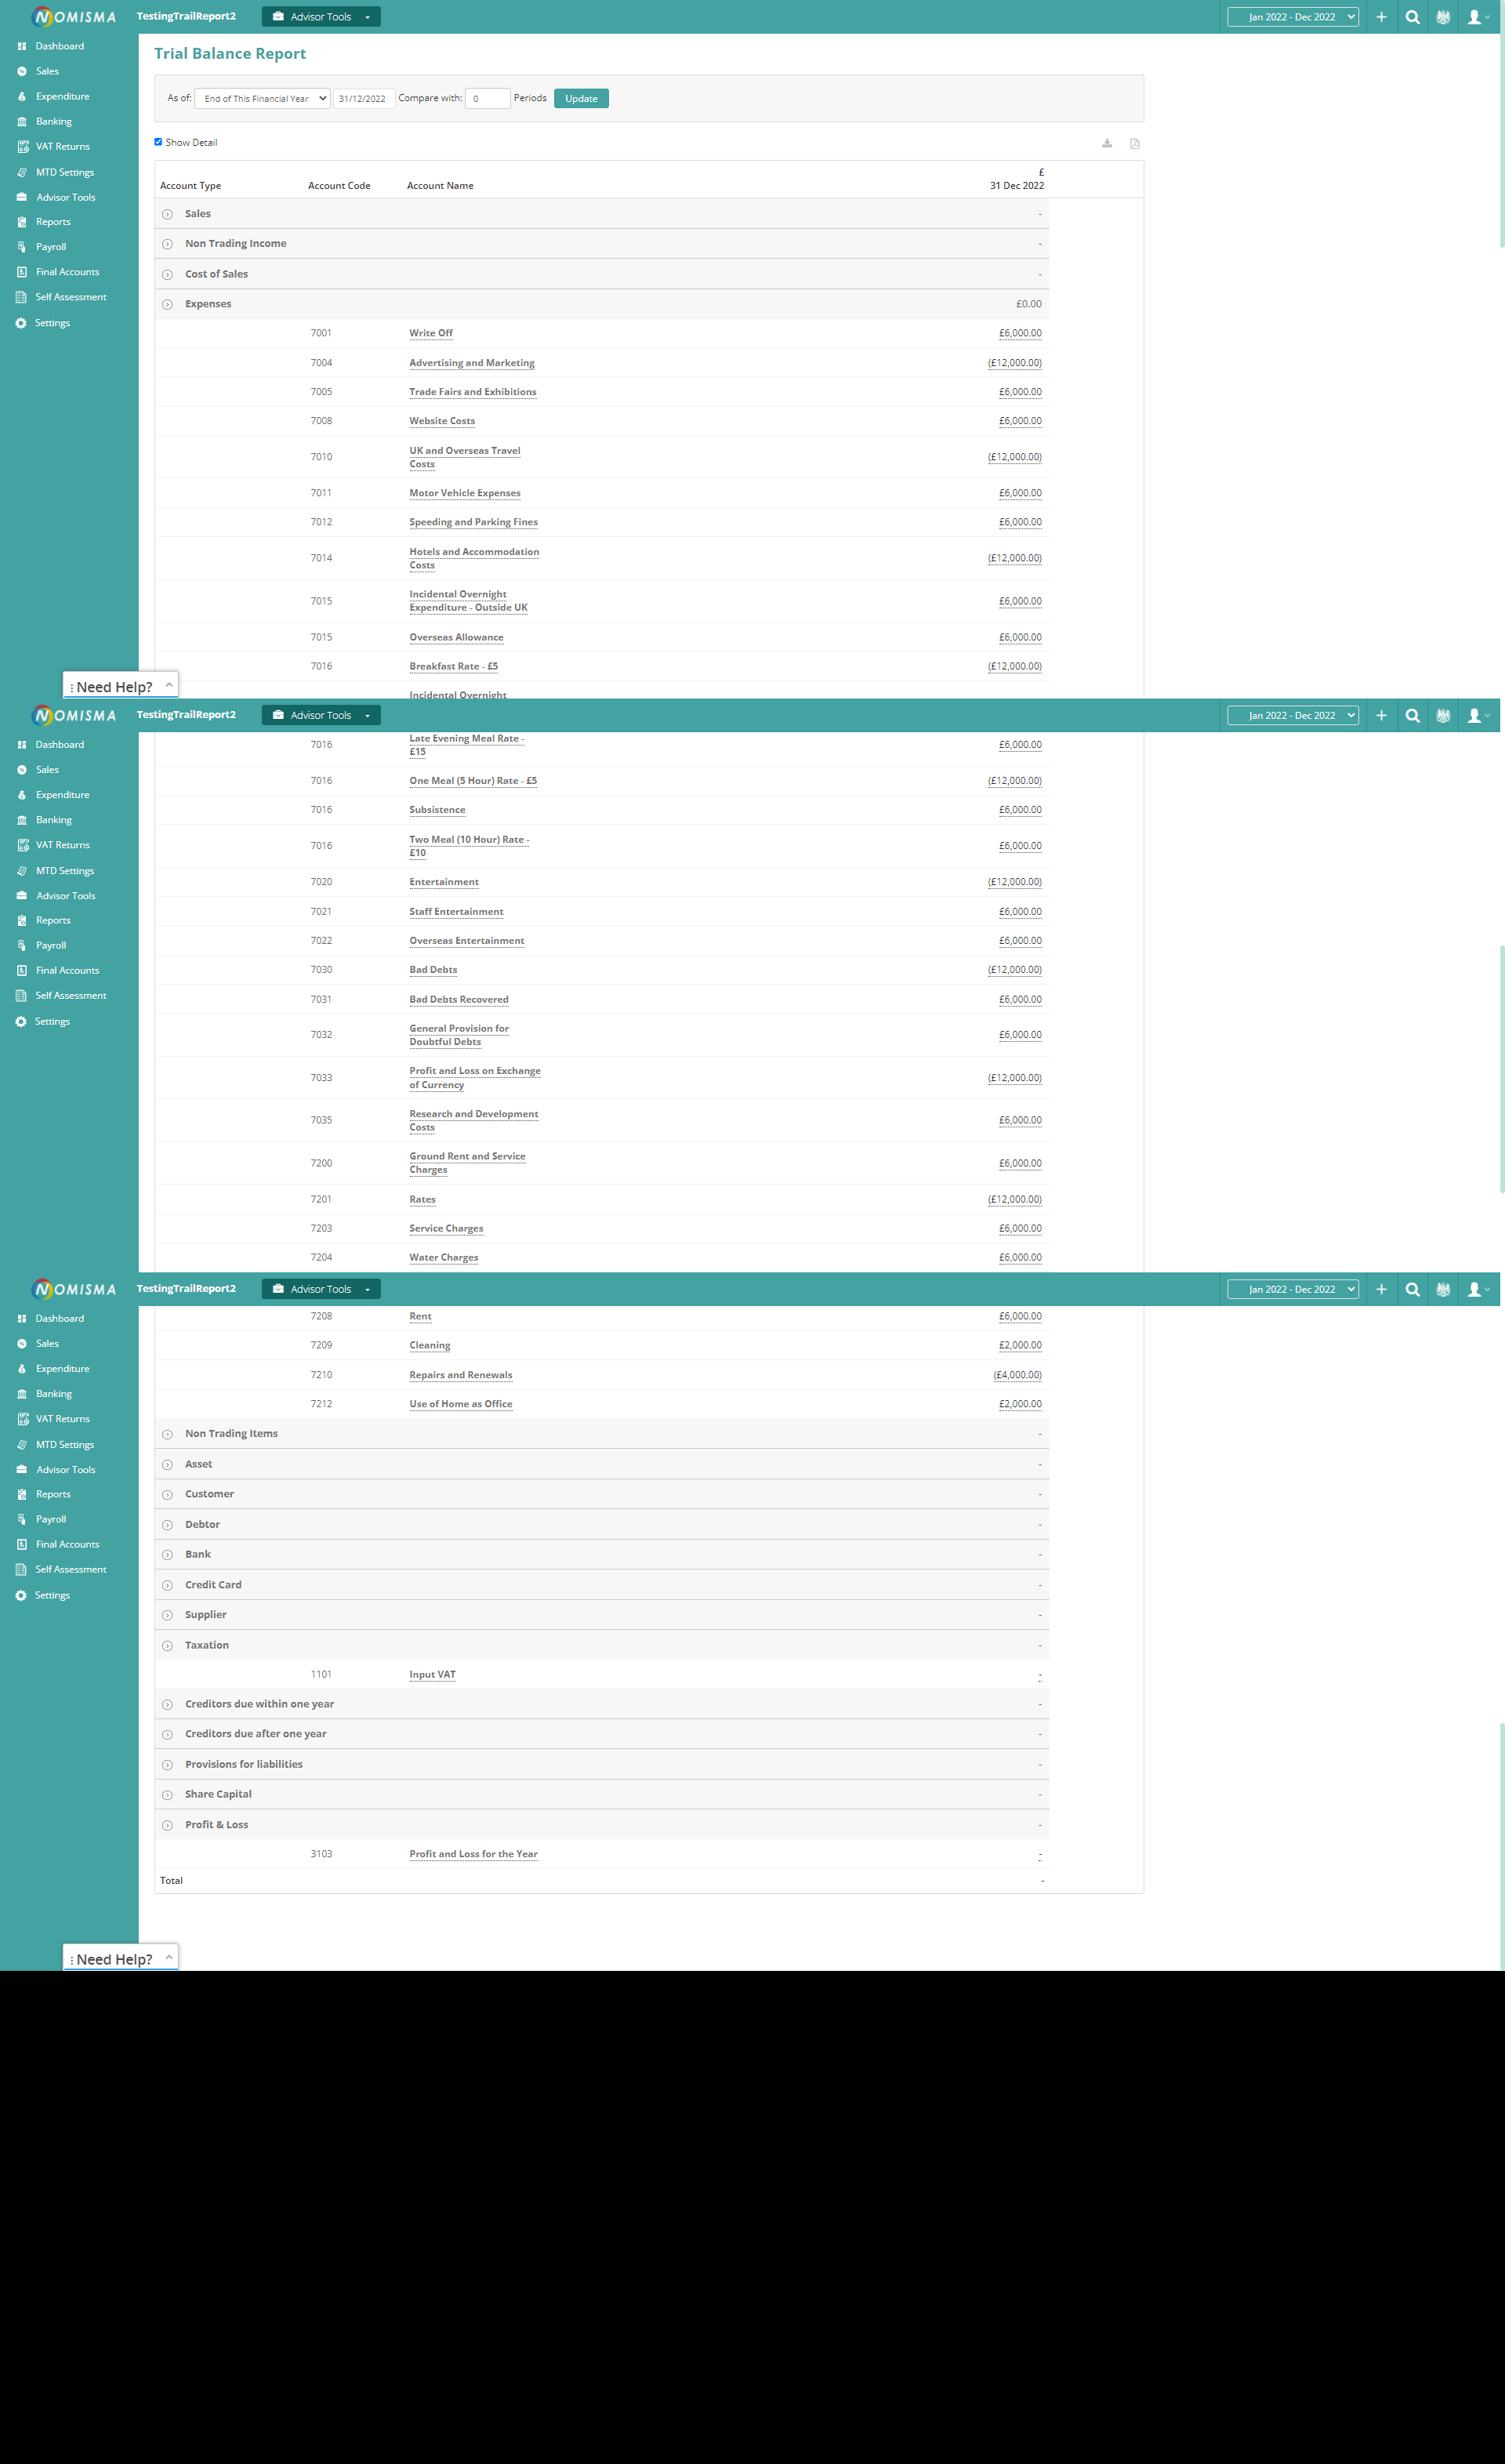 NOMISMA TestingTrailReport2 Advisor Tools Jan 2022 - Dec 2022
Dashboard
Sales
Expenditure
Banking
VAT Returns
MTD Settings
Advisor Tools
Reports
Payroll
Final Accounts
Self Assessment
Settings
Trial Balance Report
As of: End of This Financial Year 31/12/2022 Compare with: 0 Periods Update
Show Detail
£
Account Type Account Code Account Name 31 Dec 2022
Sales -
Non Trading Income -
Cost of Sales -
Expenses £0.00
7001 Write Off £6,000.00
7004 Advertising and Marketing (£12,000.00)
7005 Trade Fairs and Exhibitions £6,000.00
7008 Website Costs £6,000.00
UK and Overseas Travel
7010 Costs (£12,000.00)
7011 Motor Vehicle Expenses £6,000.00
7012 Speeding and Parking Fines £6,000.00
Hotels and Accommodation
7014 Costs (£12,000.00)
Incidental Overnight
7015 Expenditure - Outside UK £6,000.00
7015 Overseas Allowance £6,000.00
7016 Breakfast Rate - £5 (£12,000.00)
Incidental Overnight
Need Help?
NOMISMA TestingTrailReport2 Advisor Tools Jan 2022 - Dec 2022
Dashboard
Sales
Expenditure
Banking
VAT Returns
MTD Settings
Advisor Tools
Reports
Payroll
Final Accounts
Self Assessment
Settings
Late Evening Meal Rate -
7016 £15 £6,000.00
7016 One Meal (5 Hour) Rate - £5 (£12,000.00)
7016 Subsistence £6,000.00
Two Meal (10 Hour) Rate -
7016 £10 £6,000.00
7020 Entertainment (£12,000.00)
7021 Staff Entertainment £6,000.00
7022 Overseas Entertainment £6,000.00
7030 Bad Debts (£12,000.00)
7031 Bad Debts Recovered £6,000.00
General Provision for
7032 Doubtful Debts £6,000.00
Profit and Loss on Exchange
7033 of Currency (£12,000.00)
Research and Development
7035 Costs £6,000.00
Ground Rent and Service
7200 Charges £6,000.00
7201 Rates (£12,000.00)
7203 Service Charges £6,000.00
7204 Water Charges £6,000.00
NOMISMA TestingTrailReport2 Advisor Tools Jan 2022 - Dec 2022
Dashboard
Sales
Expenditure
Banking
VAT Returns
MTD Settings
Advisor Tools
Reports
Payroll
Final Accounts
Self Assessment
Settings
7208 Rent £6,000.00
7209 Cleaning £2,000.00
7210 Repairs and Renewals (£4,000.00)
7212 Use of Home as Office £2,000.00
Non Trading Items -
Asset -
Customer -
Debtor -
Bank -
Credit Card -
Supplier -
Taxation -
1101 Input VAT -
Creditors due within one year -
Creditors due after one year -
Provisions for liabilities -
Share Capital -
Profit & Loss -
3103 Profit and Loss for the Year -
Total -
Need Help?